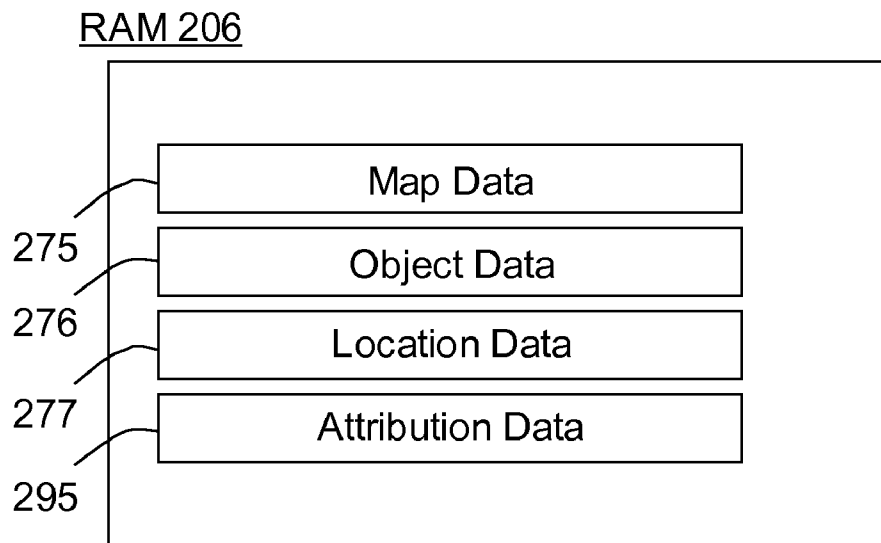 RAM 206
Map Data
275
Object Data
276
Location Data
277
Attribution Data
295